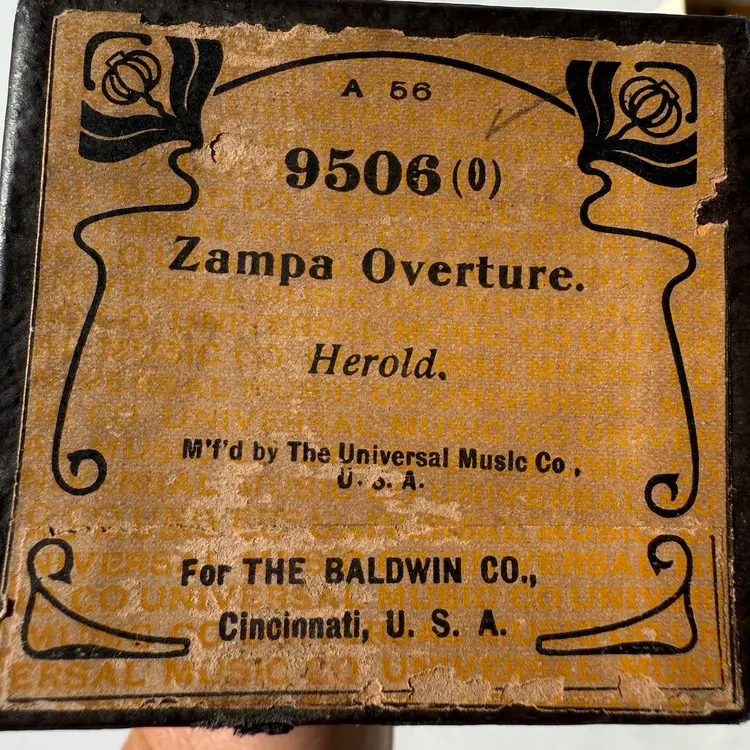 A 56
9506 (0)
Zampa Overture.
Herold.
M'f'd by The Universal Music Co.,
U. S. A.
For THE BALDWIN CO.,
Cincinnati, U. S. A.